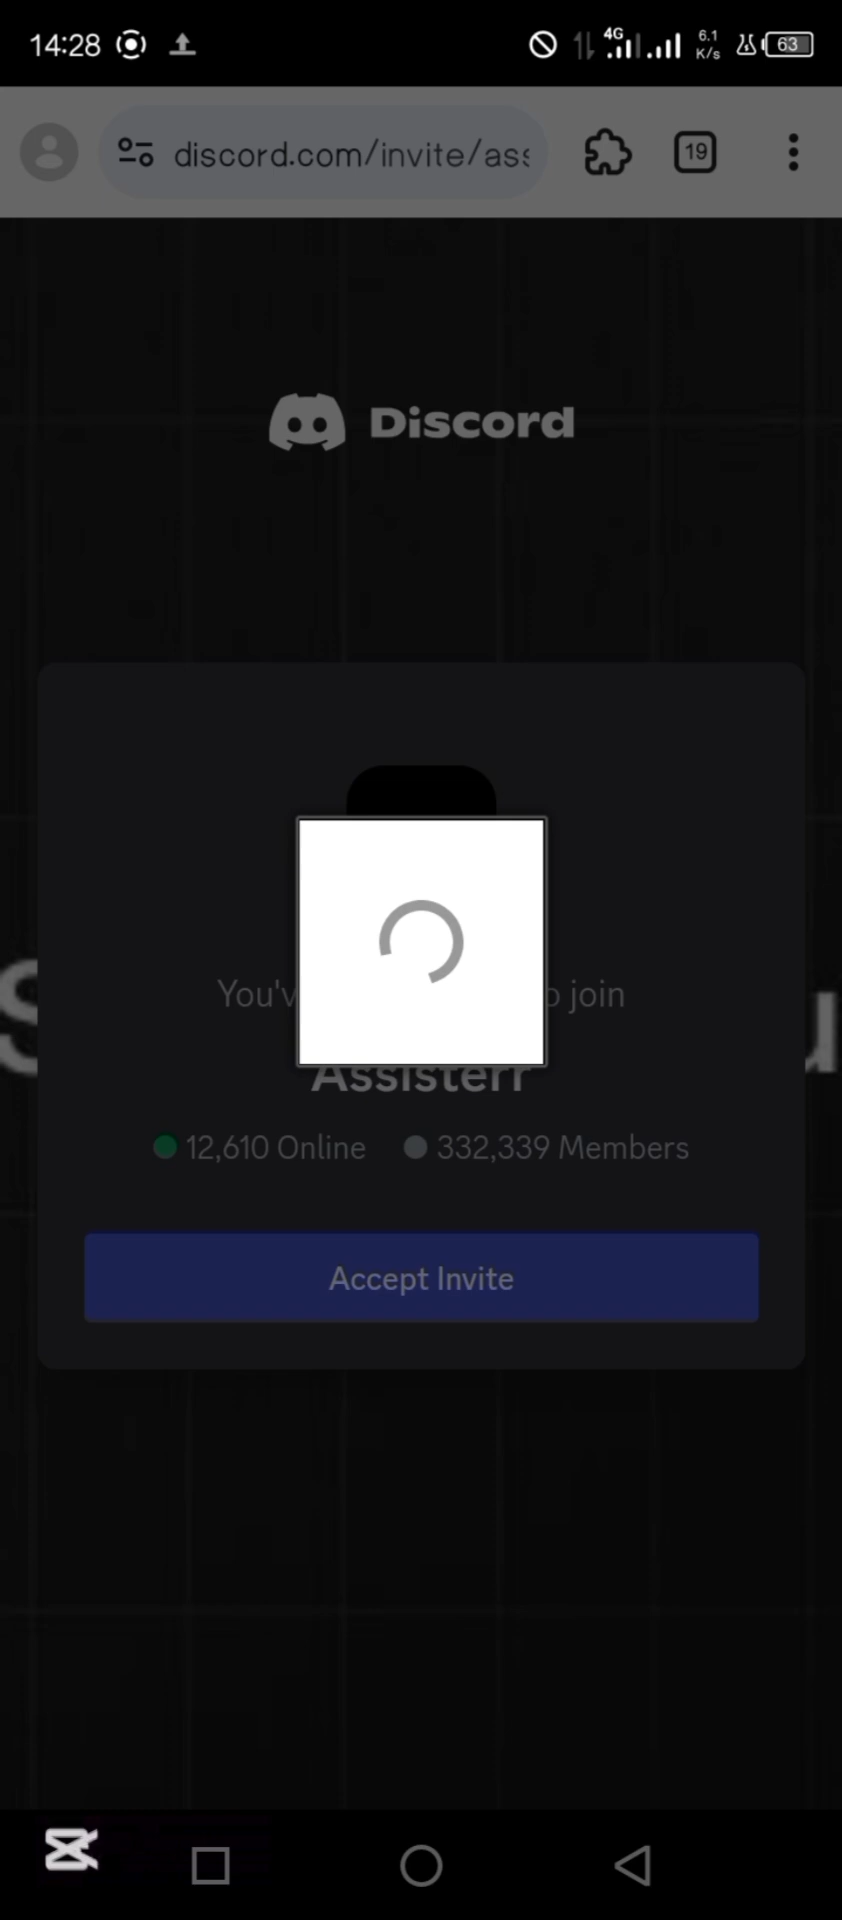 14:28
4G
6.1
K/s
63
discord.com/invite/ass
19
Discord
You'v
o join
Assisterr
12,610 Online
332,339 Members
Accept Invite